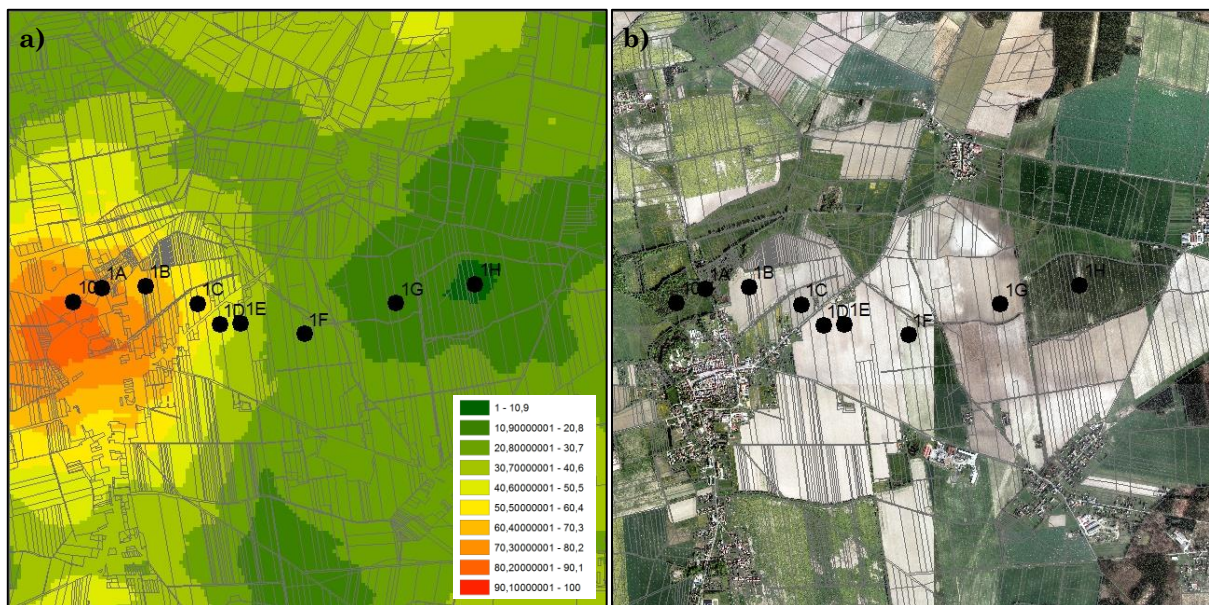 a)
10
1A
1B
1C
1D
1E
1F
1G
1H
1 - 10,9
10,90000001 - 20,8
20,80000001 - 30,7
30,70000001 - 40,6
40,60000001 - 50,5
50,50000001 - 60,4
60,40000001 - 70,3
70,30000001 - 80,2
80,20000001 - 90,1
90,10000001 - 100
b)
10
1A
1B
1C
1D
1E
1F
1G
1H